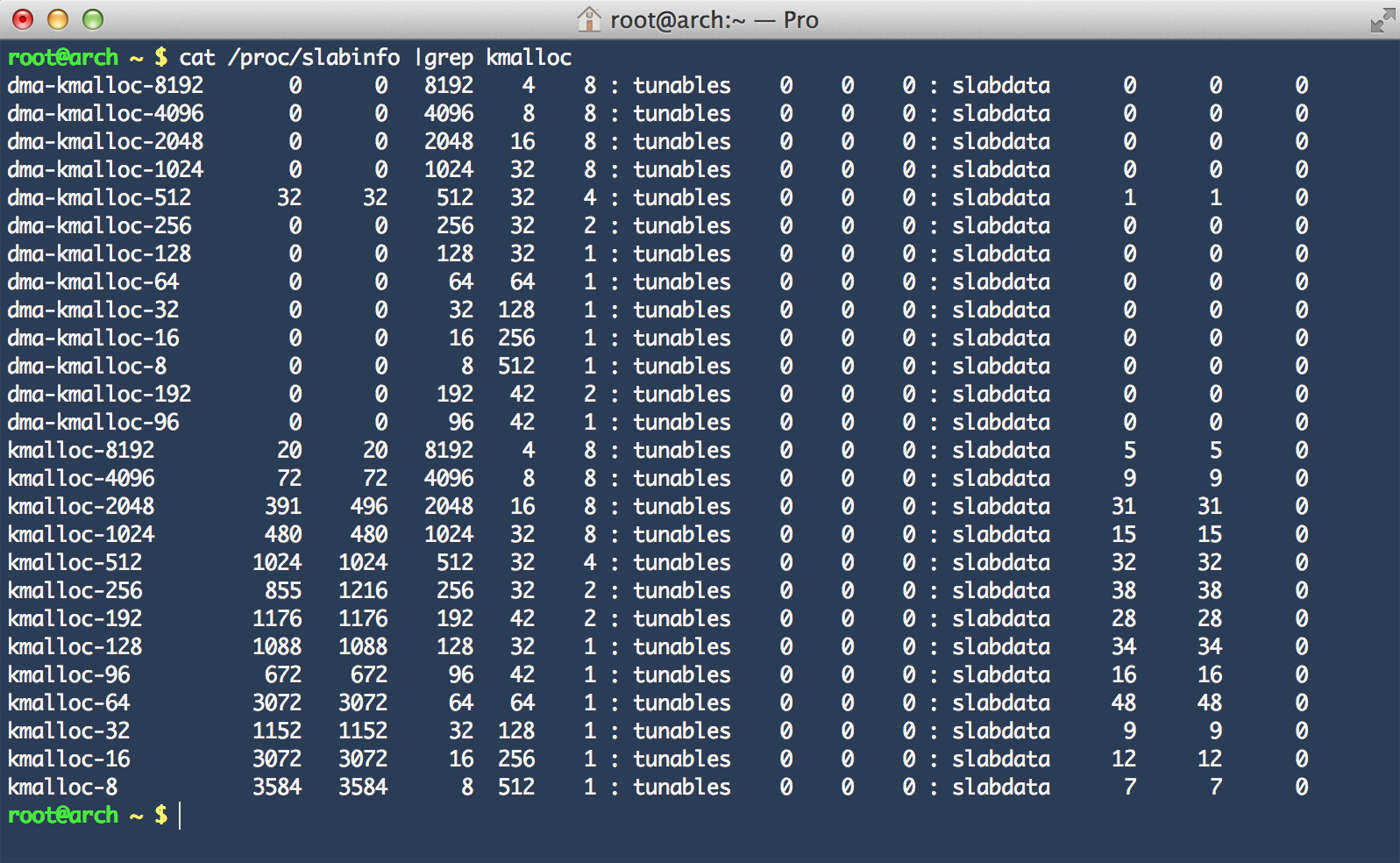 root@arch:~ — Pro
root@arch ~ $ cat /proc/slabinfo |grep kmalloc
dma-kmalloc-8192 0 0 8192 4 8 : tunables 0 0 0 : slabdata 0 0 0
dma-kmalloc-4096 0 0 4096 8 8 : tunables 0 0 0 : slabdata 0 0 0
dma-kmalloc-2048 0 0 2048 16 8 : tunables 0 0 0 : slabdata 0 0 0
dma-kmalloc-1024 0 0 1024 32 8 : tunables 0 0 0 : slabdata 0 0 0
dma-kmalloc-512 32 32 512 32 4 : tunables 0 0 0 : slabdata 1 1 0
dma-kmalloc-256 0 0 256 32 2 : tunables 0 0 0 : slabdata 0 0 0
dma-kmalloc-128 0 0 128 32 1 : tunables 0 0 0 : slabdata 0 0 0
dma-kmalloc-64 0 0 64 64 1 : tunables 0 0 0 : slabdata 0 0 0
dma-kmalloc-32 0 0 32 128 1 : tunables 0 0 0 : slabdata 0 0 0
dma-kmalloc-16 0 0 16 256 1 : tunables 0 0 0 : slabdata 0 0 0
dma-kmalloc-8 0 0 8 512 1 : tunables 0 0 0 : slabdata 0 0 0
dma-kmalloc-192 0 0 192 42 2 : tunables 0 0 0 : slabdata 0 0 0
dma-kmalloc-96 0 0 96 42 1 : tunables 0 0 0 : slabdata 0 0 0
kmalloc-8192 20 20 8192 4 8 : tunables 0 0 0 : slabdata 5 5 0
kmalloc-4096 72 72 4096 8 8 : tunables 0 0 0 : slabdata 9 9 0
kmalloc-2048 391 496 2048 16 8 : tunables 0 0 0 : slabdata 31 31 0
kmalloc-1024 480 480 1024 32 8 : tunables 0 0 0 : slabdata 15 15 0
kmalloc-512 1024 1024 512 32 4 : tunables 0 0 0 : slabdata 32 32 0
kmalloc-256 855 1216 256 32 2 : tunables 0 0 0 : slabdata 38 38 0
kmalloc-192 1176 1176 192 42 2 : tunables 0 0 0 : slabdata 28 28 0
kmalloc-128 1088 1088 128 32 1 : tunables 0 0 0 : slabdata 34 34 0
kmalloc-96 672 672 96 42 1 : tunables 0 0 0 : slabdata 16 16 0
kmalloc-64 3072 3072 64 64 1 : tunables 0 0 0 : slabdata 48 48 0
kmalloc-32 1152 1152 32 128 1 : tunables 0 0 0 : slabdata 9 9 0
kmalloc-16 3072 3072 16 256 1 : tunables 0 0 0 : slabdata 12 12 0
kmalloc-8 3584 3584 8 512 1 : tunables 0 0 0 : slabdata 7 7 0
root@arch ~ $